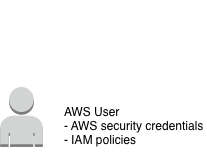 AWS User
- AWS security credentials
- IAM policies